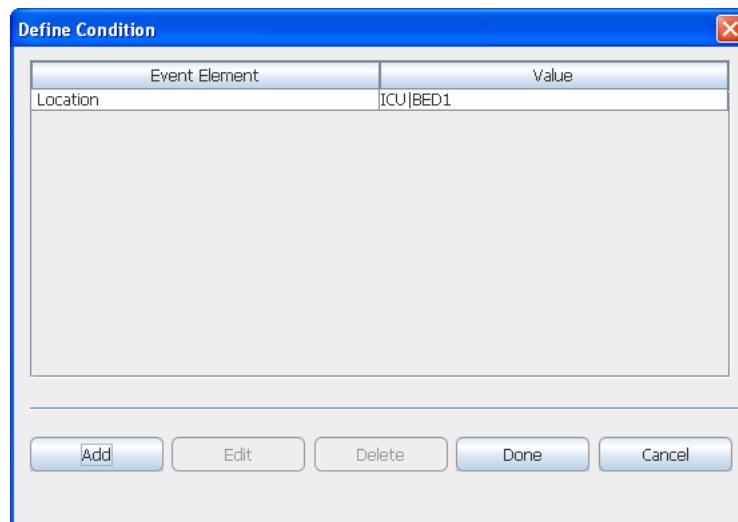 Define Condition
Event Element Value
Location ICU|BED1
Add Edit Delete Done Cancel